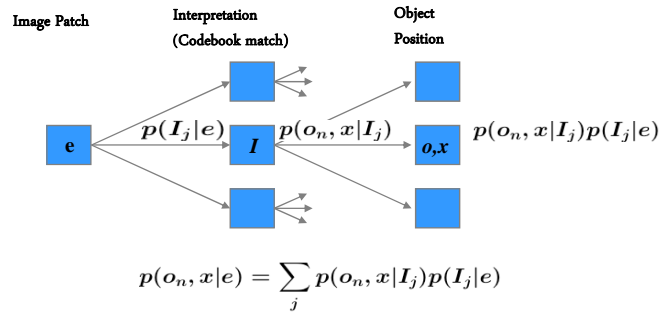 Image Patch
Interpretation
(Codebook match)
Object
Position
e
p(I_j|e)
I
p(o_n, x|I_j)
o,x
p(o_n, x|I_j)p(I_j|e)
p(o_n, x|e) = ∑_j p(o_n, x|I_j)p(I_j|e)